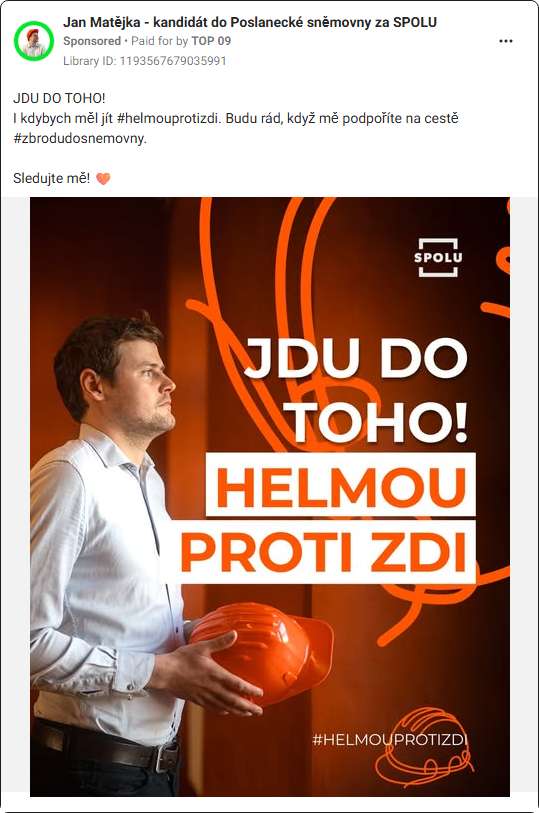 Jan Matějka - kandidát do Poslanecké sněmovny za SPOLU
Sponsored • Paid for by TOP 09
Library ID: 1193567679035991
JDU DO TOHO!
I kdybych měl jít #helmouprotizdi. Budu rád, když mě podpoříte na cestě
#zbrodudosnemovny.
Sledujte mě! ❤️
SPOLU
JDU DO
TOHO!
HELMOU
PROTI ZDI
#HELMOUPROTIZDI